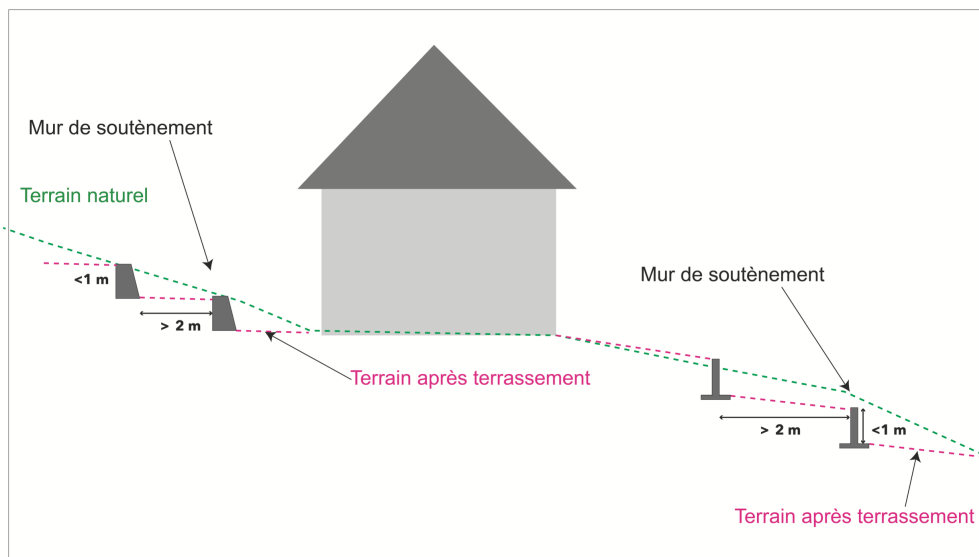 Mur de soutènement
Terrain naturel
<1 m
> 2 m
Terrain après terrassement
Mur de soutènement
> 2 m
<1 m
Terrain après terrassement